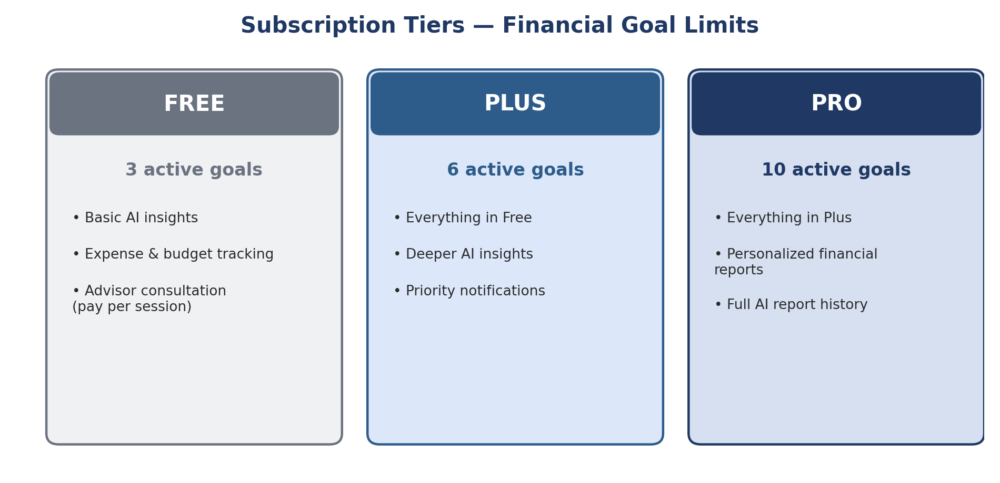 Subscription Tiers — Financial Goal Limits
FREE
3 active goals
• Basic AI insights
• Expense & budget tracking
• Advisor consultation
(pay per session)
PLUS
6 active goals
• Everything in Free
• Deeper AI insights
• Priority notifications
PRO
10 active goals
• Everything in Plus
• Personalized financial
reports
• Full AI report history